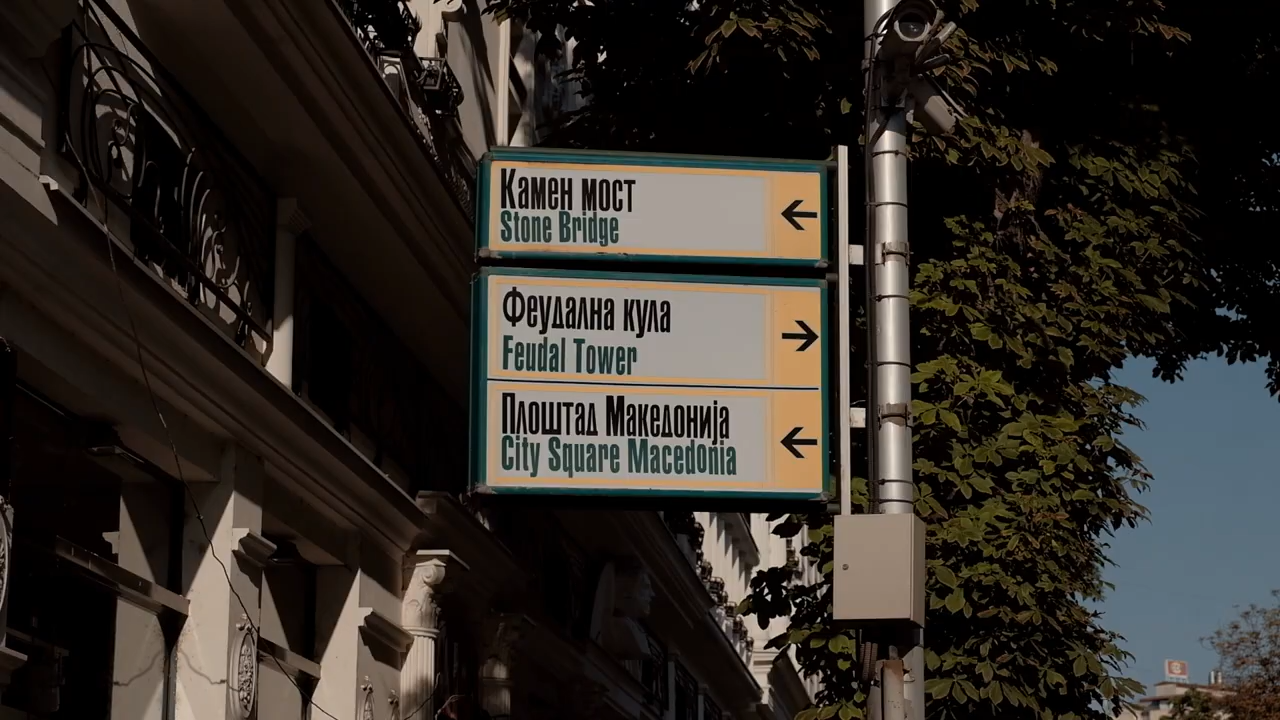 Камен мост
Stone Bridge
Феудална кула
Feudal Tower
Плоштад Македонија
City Square Macedonia